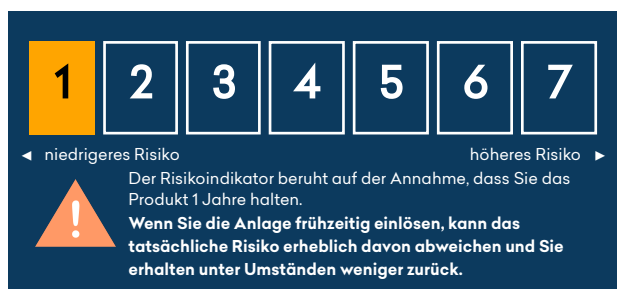 1 2 3 4 5 6 7
◄ niedrigeres Risiko höheres Risiko ►
Der Risikoindikator beruht auf der Annahme, dass Sie das
Produkt 1 Jahre halten.
Wenn Sie die Anlage frühzeitig einlösen, kann das
tatsächliche Risiko erheblich davon abweichen und Sie
erhalten unter Umständen weniger zurück.